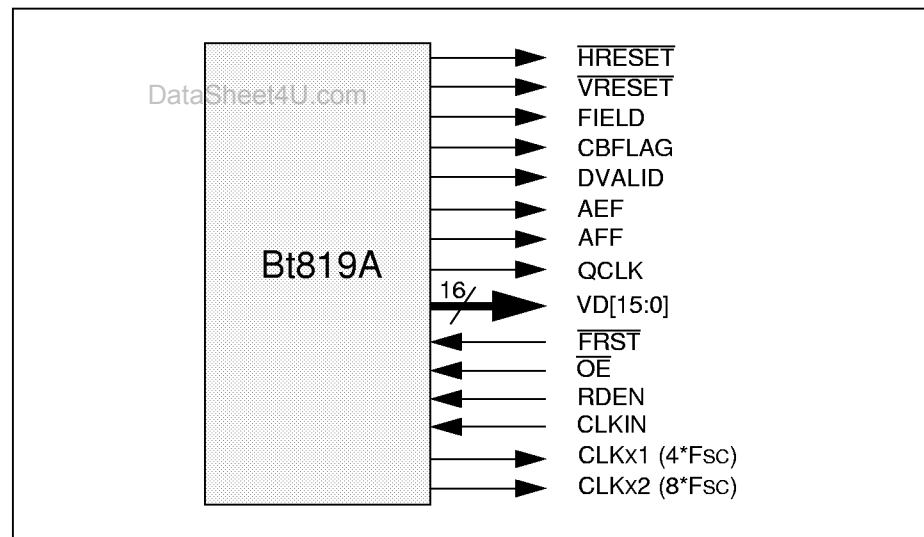 HRESET
VRESET
DataSheet4U.com
FIELD
CBFLAG
DVALID
AEF
AFF
Bt819A
QCLK
16
VD[15:0]
FRST
OE
RDEN
CLKIN
CLKx1 (4*FSC)
CLKx2 (8*FSC)